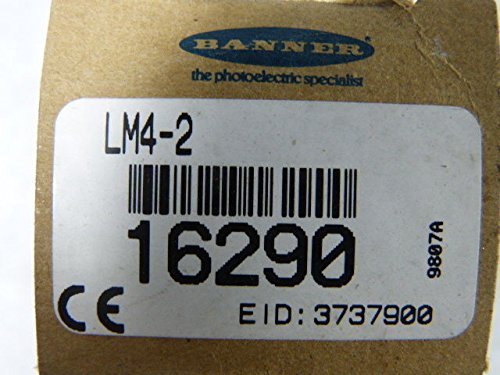 BANNER
the photoelectric specialist
LM4-2
16290
9807A
CE EID: 3737900